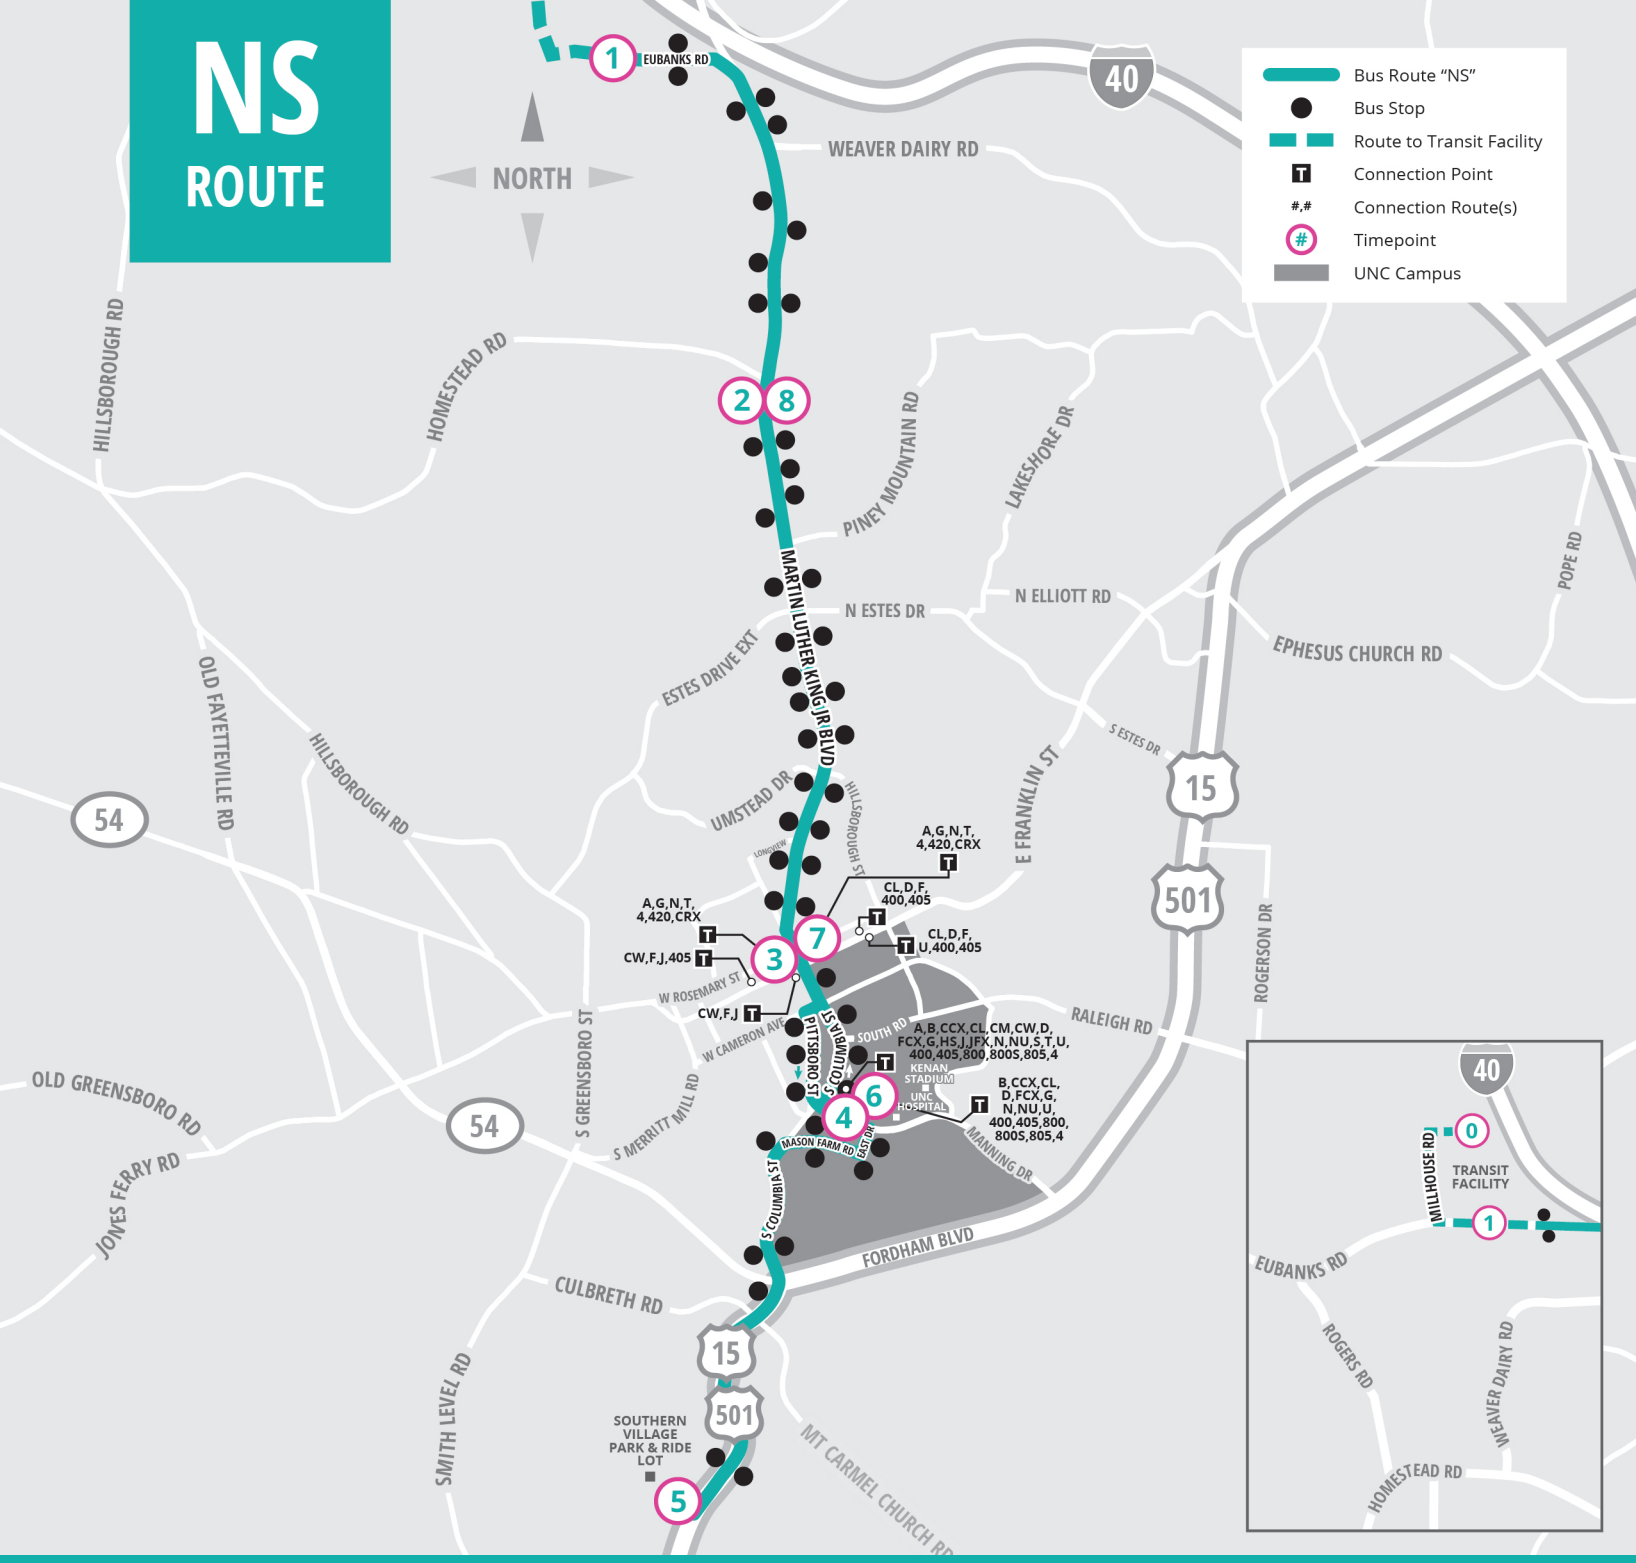 NS
ROUTE
1
EUBANKS RD
40
Bus Route “NS”
Bus Stop
Route to Transit Facility
T
Connection Point
#,#
Connection Route(s)
#
Timepoint
UNC Campus
NORTH
WEAVER DAIRY RD
HILLSBOROUGH RD
HOMESTEAD RD
2
8
PINEY MOUNTAIN RD
LAKESHORE DR
MARTIN LUTHER KING JR BLVD
N ESTES DR
N ELLIOTT RD
POPE RD
EPHESUS CHURCH RD
ESTES DRIVE EXT
OLD FAYETTEVILLE RD
HILLSBOROUGH RD
S ESTES DR
E FRANKLIN ST
15
501
54
UMSTEAD DR
HILLSBOROUGH ST
LONGVIEW
A,G,N,T,
4,420,CRX
T
CL,D,F,
400,405
T
A,G,N,T,
4,420,CRX
T
CL,D,F,
U,400,405
T
7
3
CW,F,J,405
T
W ROSEMARY ST
CW,F,J
T
W CAMERON AVE
ROGERSON DR
RALEIGH RD
SOUTH RD
PITTSBORO ST
S COLUMBIA ST
A,B,CCX,CL,CM,CW,D,
FCX,G,HS,J,JFX,N,NU,S,T,U,
400,405,800,800S,805,4
T
KENAN
STADIUM
UNC
HOSPITAL
B,CCX,CL,
D,FCX,G,
N,NU,U,
400,405,800,
800S,805,4
T
6
4
MASON FARM RD
EAST DR
MANNING DR
S GREENSBORO ST
S MERRITT MILL RD
OLD GREENSBORO RD
54
JONES FERRY RD
S COLUMBIA ST
FORDHAM BLVD
CULBRETH RD
15
501
SMITH LEVEL RD
SOUTHERN
VILLAGE
PARK & RIDE
LOT
5
MT CARMEL CHURCH RD
40
0
MILLHOUSE RD
TRANSIT
FACILITY
1
EUBANKS RD
ROGERS RD
WEAVER DAIRY RD
HOMESTEAD RD